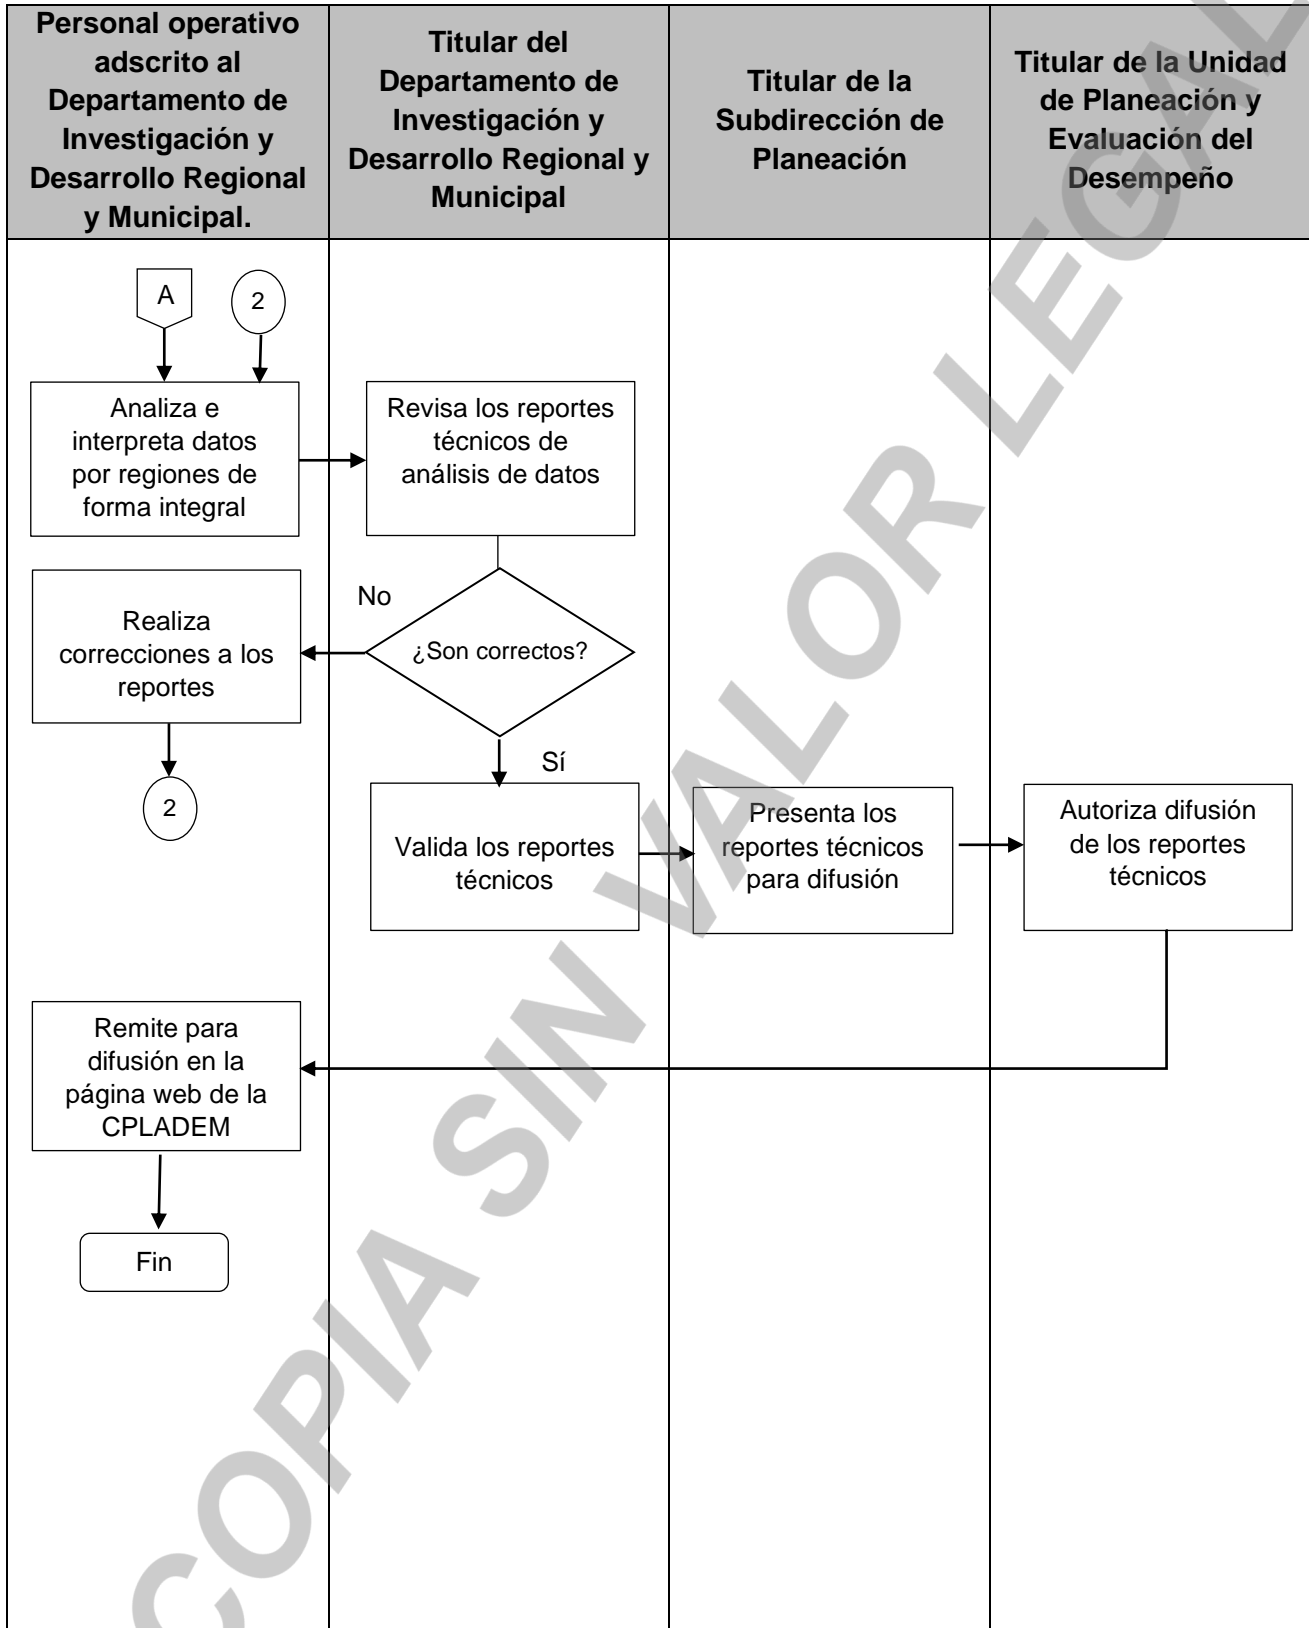 Personal operativo
adscrito al
Departamento de
Investigación y
Desarrollo Regional
y Municipal.
Titular del
Departamento de
Investigación y
Desarrollo Regional y
Municipal
Titular de la
Subdirección de
Planeación
Titular de la Unidad
de Planeación y
Evaluación del
Desempeño
A
2
Analiza e
interpreta datos
por regiones de
forma integral
Revisa los reportes
técnicos de
análisis de datos
No
Realiza
correcciones a los
reportes
¿Son correctos?
Sí
2
Valida los reportes
técnicos
Presenta los
reportes técnicos
para difusión
Autoriza difusión
de los reportes
técnicos
Remite para
difusión en la
página web de la
CPLADEM
Fin
COPIA SIN VALOR LEGAL